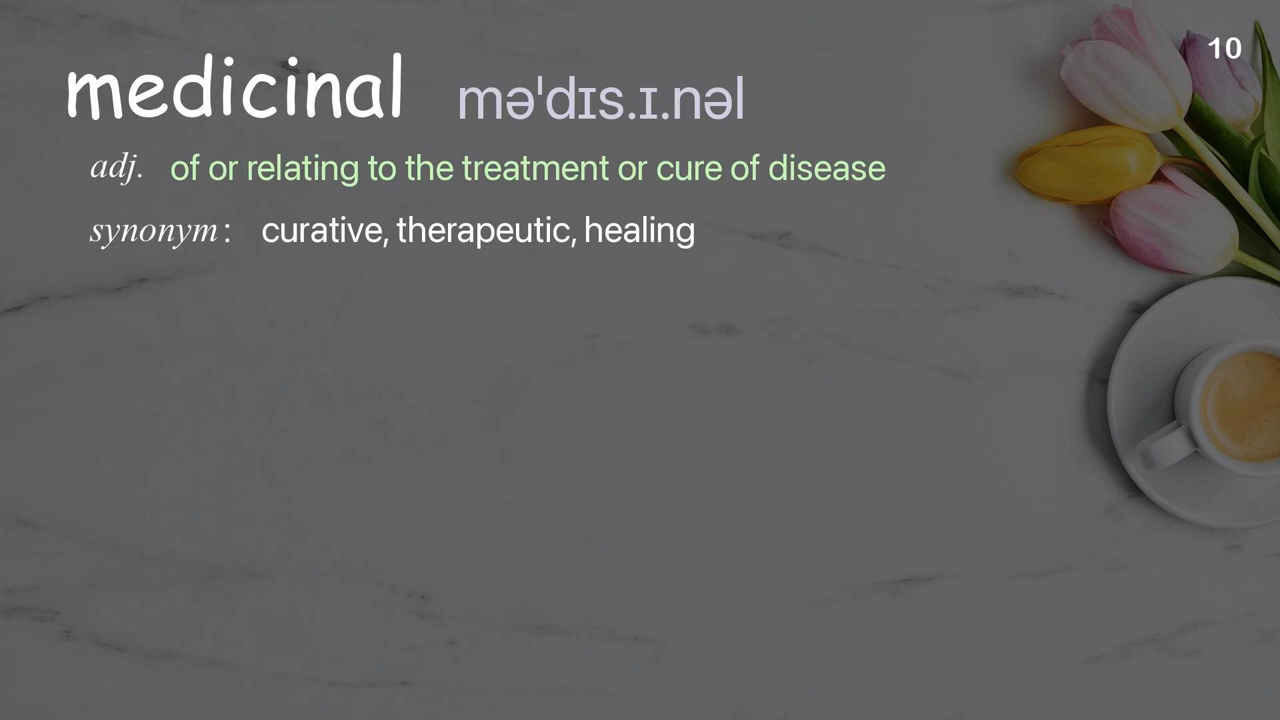 10
medicinal məˈdɪs.ɪ.nəl
adj. of or relating to the treatment or cure of disease
synonym: curative, therapeutic, healing